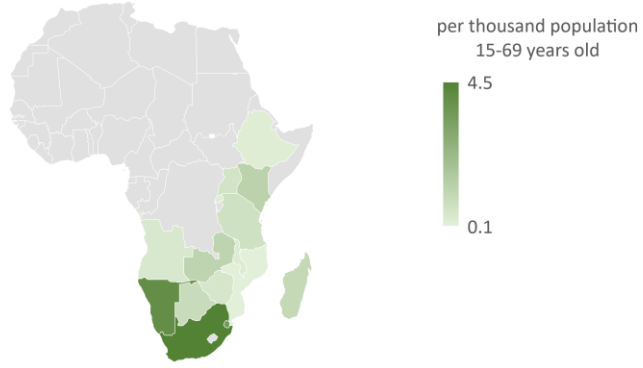 per thousand population
15-69 years old
4.5
0.1